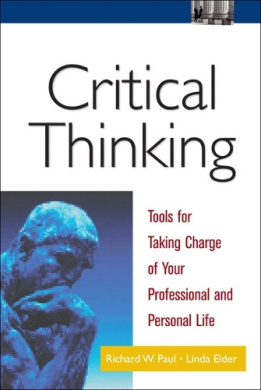 Critical
Thinking
Tools for
Taking Charge
of Your
Professional and
Personal Life
Richard W. Paul • Linda Elder